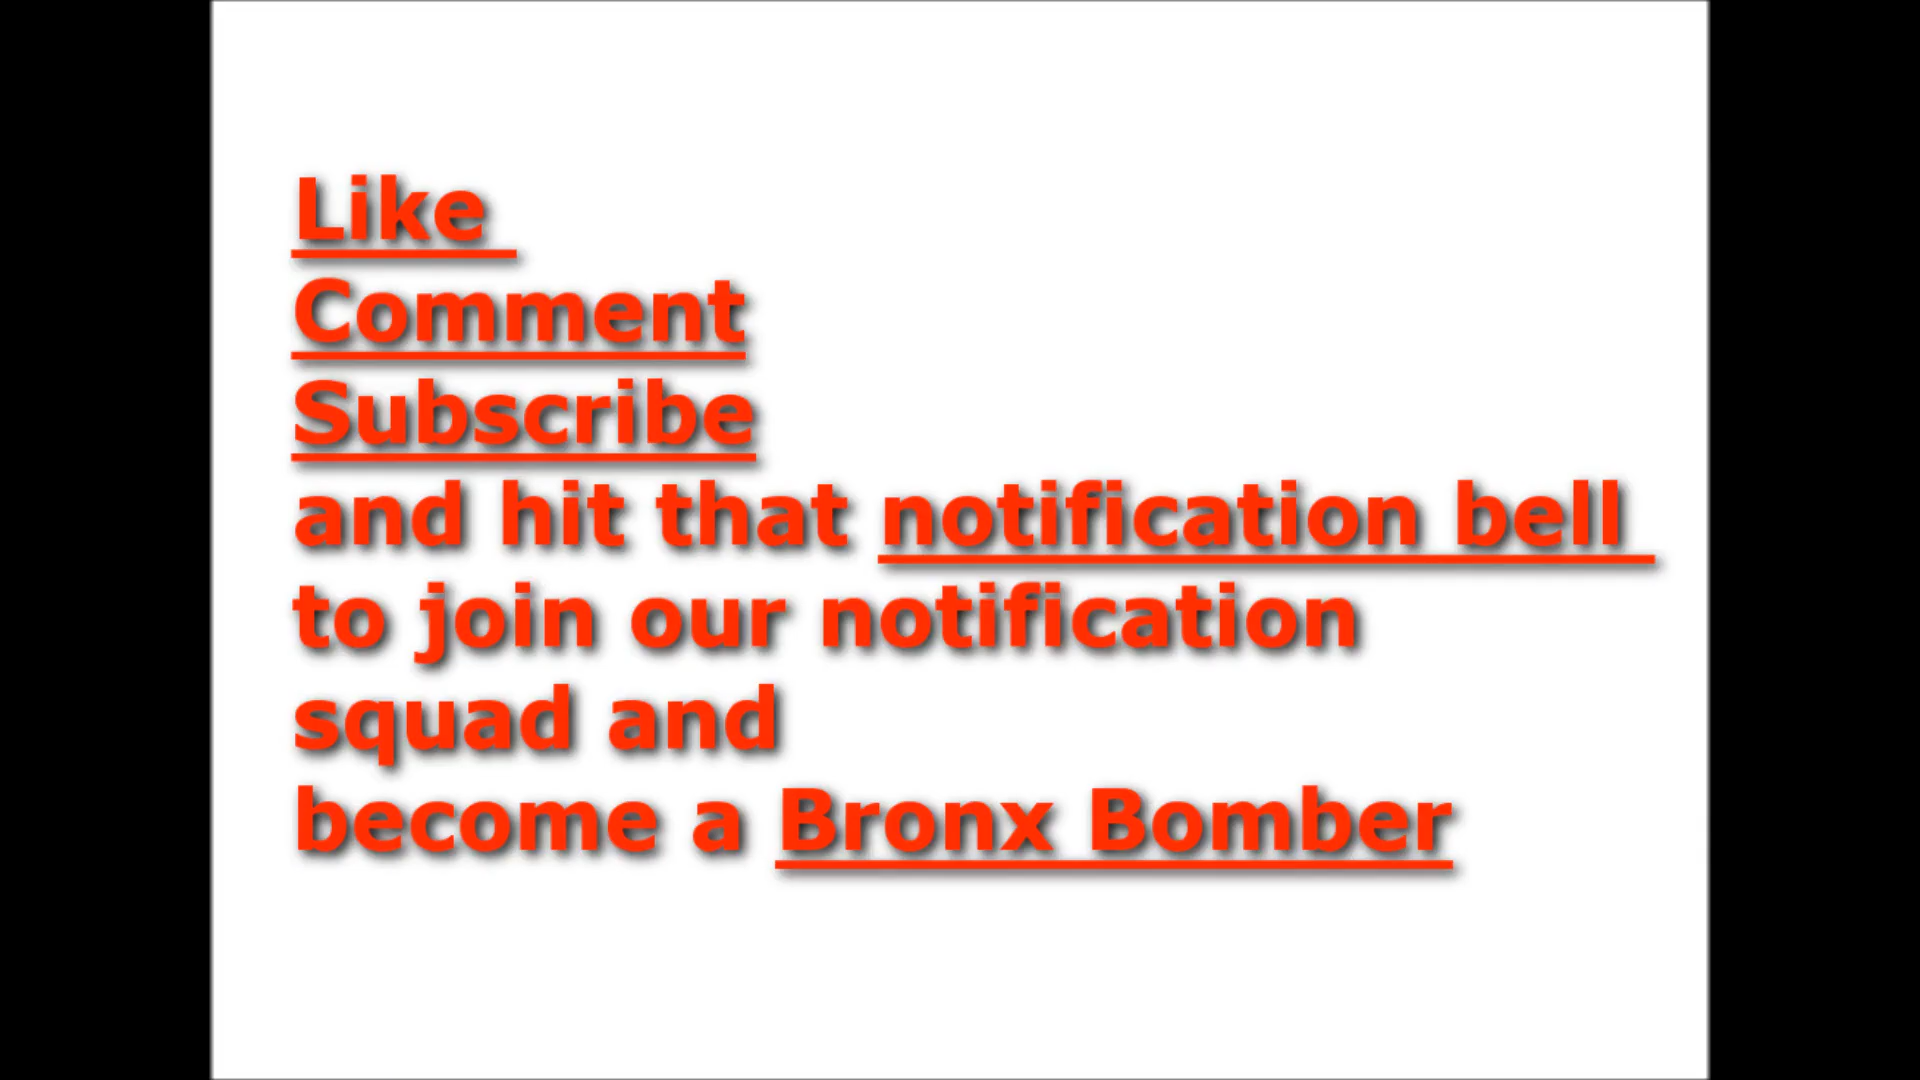 Like
Comment
Subscribe
and hit that notification bell
to join our notification
squad and
become a Bronx Bomber